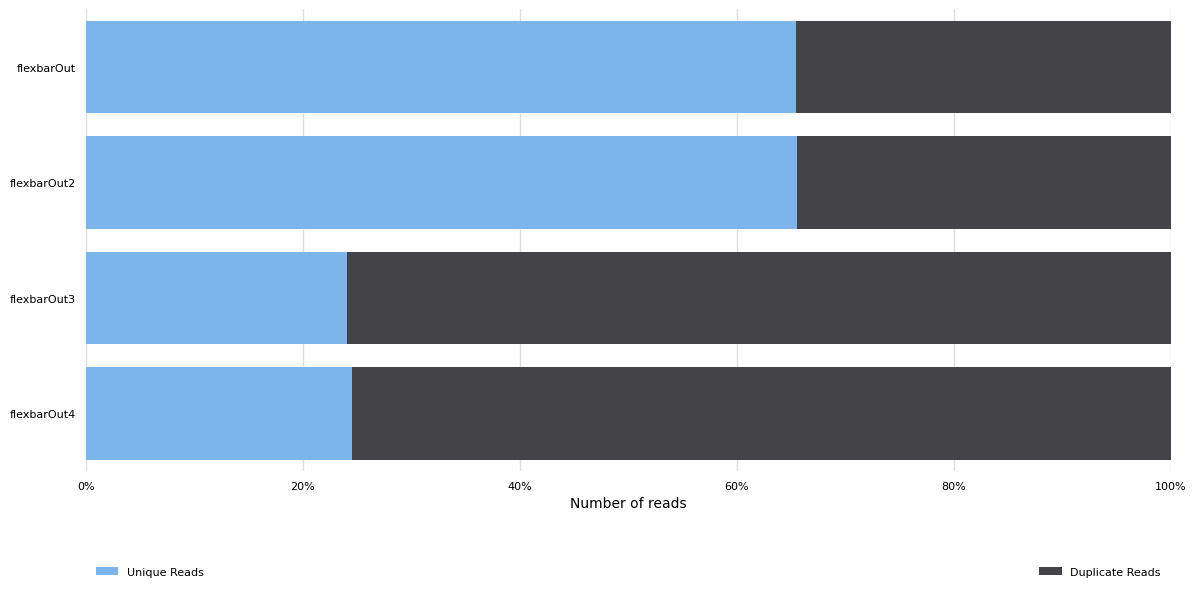 flexbarOut
flexbarOut2
flexbarOut3
flexbarOut4
0% 20% 40% 60% 80% 100%
Number of reads
Unique Reads Duplicate Reads